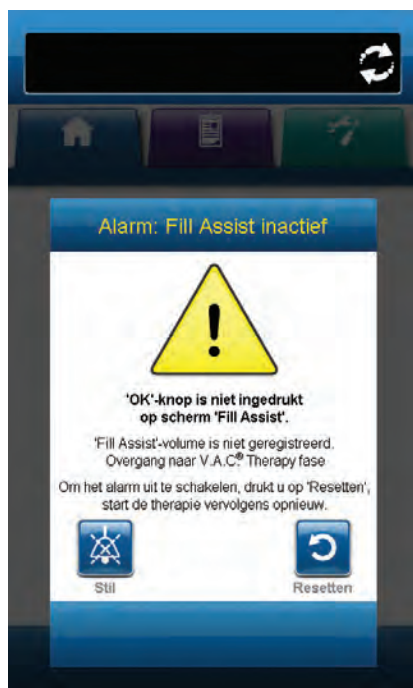 Alarm: Fill Assist inactief
!
'OK'-knop is niet ingedrukt
op scherm 'Fill Assist'.
'Fill Assist'-volume is niet geregistreerd.
Overgang naar V.A.C.® Therapy fase
Om het alarm uit te schakelen, drukt u op 'Resetten',
start de therapie vervolgens opnieuw.
Stil
Resetten